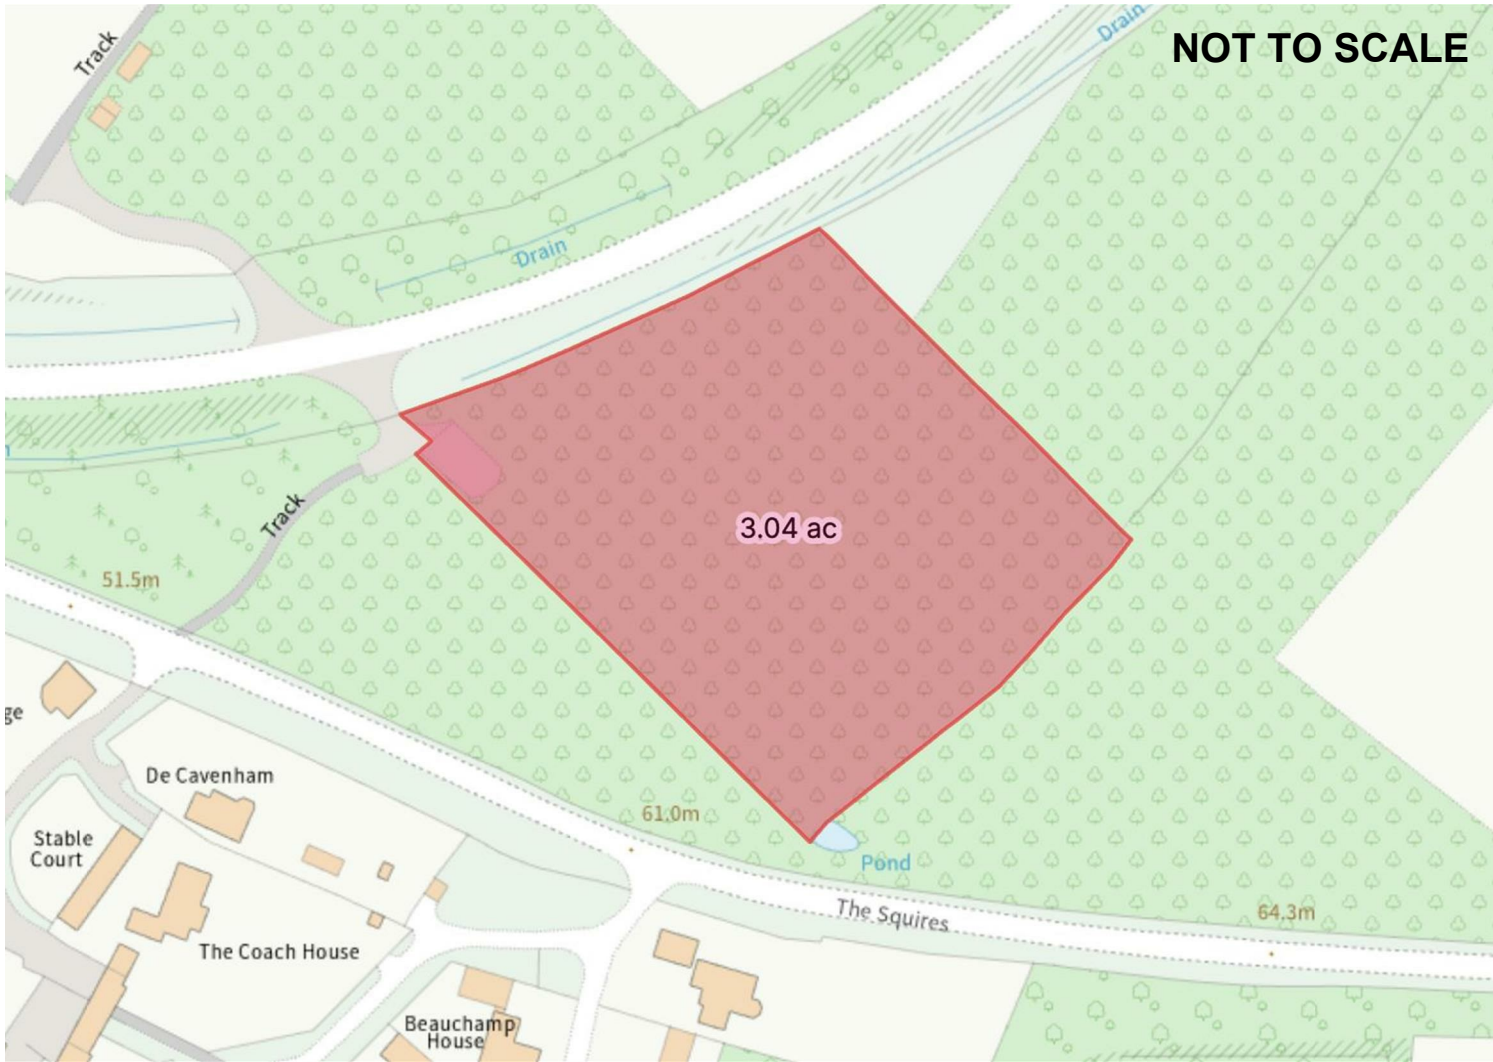 NOT TO SCALE
Track
Drain
Drain
3.04 ac
Track
51.5m
61.0m
Pond
The Squires
64.3m
ge
De Cavenham
Stable
Court
The Coach House
Beauchamp
House